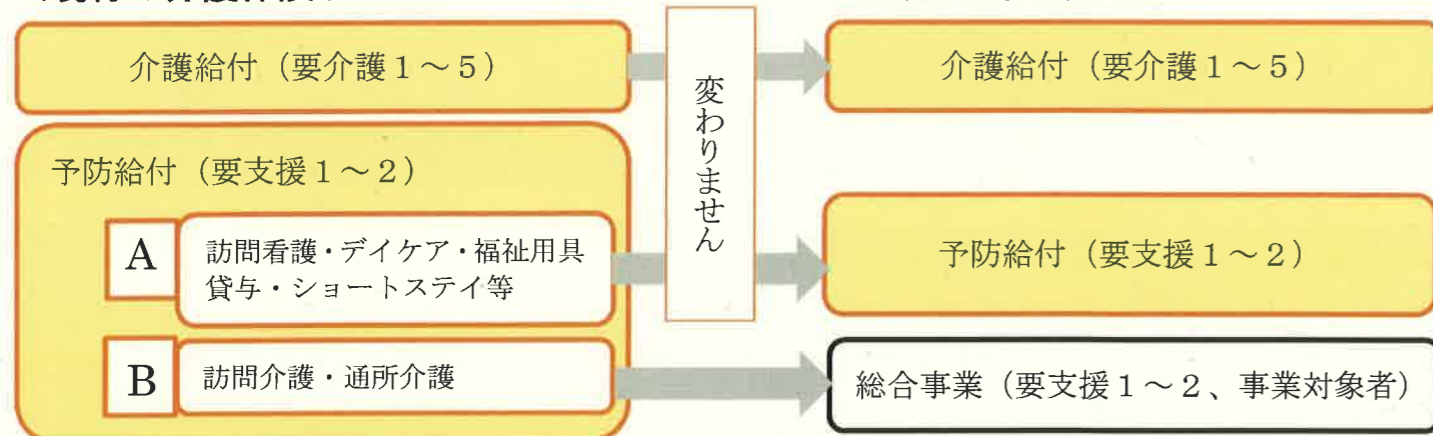 介護給付（要介護１～５）
変わりません
介護給付（要介護１～５）
予防給付（要支援１～２）
A
訪問看護・デイケア・福祉用具
貸与・ショートステイ等
予防給付（要支援１～２）
B
訪問介護・通所介護
総合事業（要支援１～２、事業対象者）